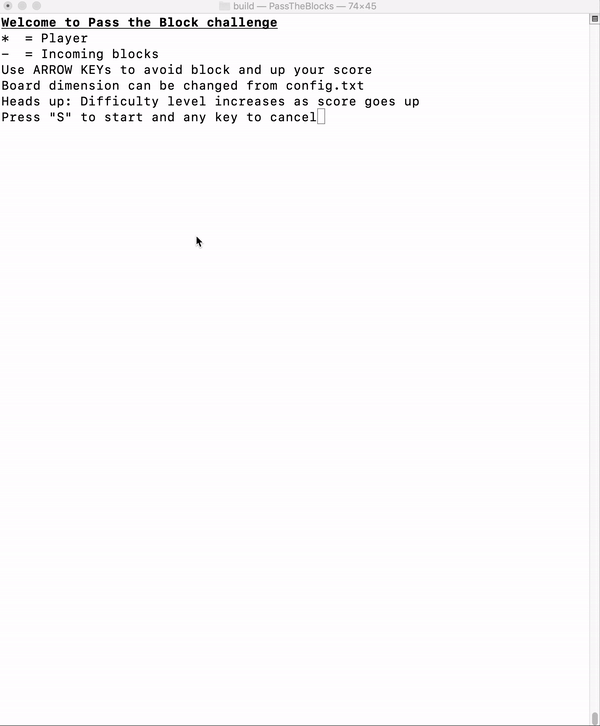 build — PassTheBlocks — 74×45
Welcome to Pass the Block challenge
*  = Player
–  = Incoming blocks
Use ARROW KEYs to avoid block and up your score
Board dimension can be changed from config.txt
Heads up: Difficulty level increases as score goes up
Press "S" to start and any key to cancel